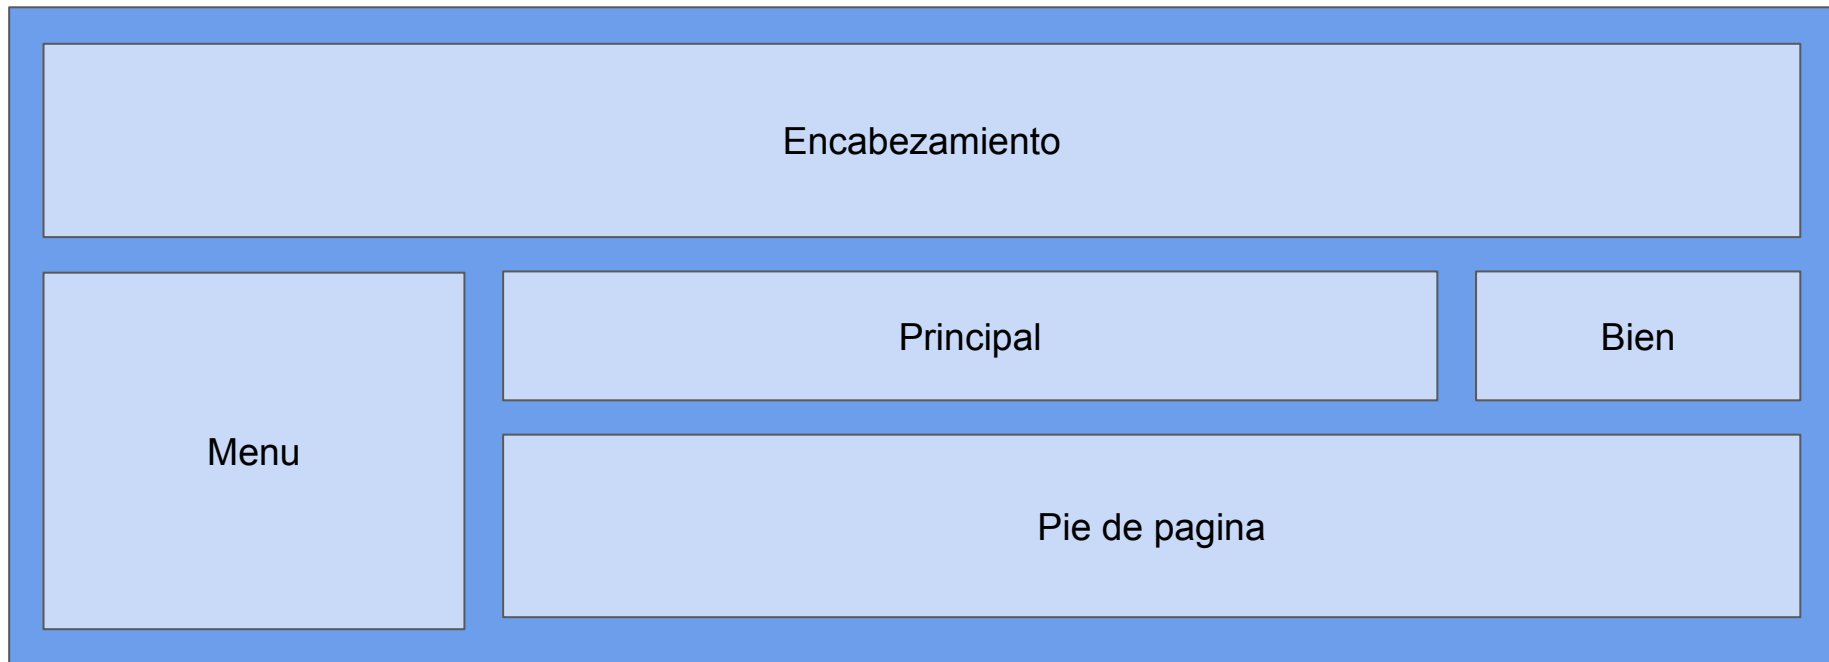 Encabezamiento
Principal
Bien
Menu
Pie de pagina